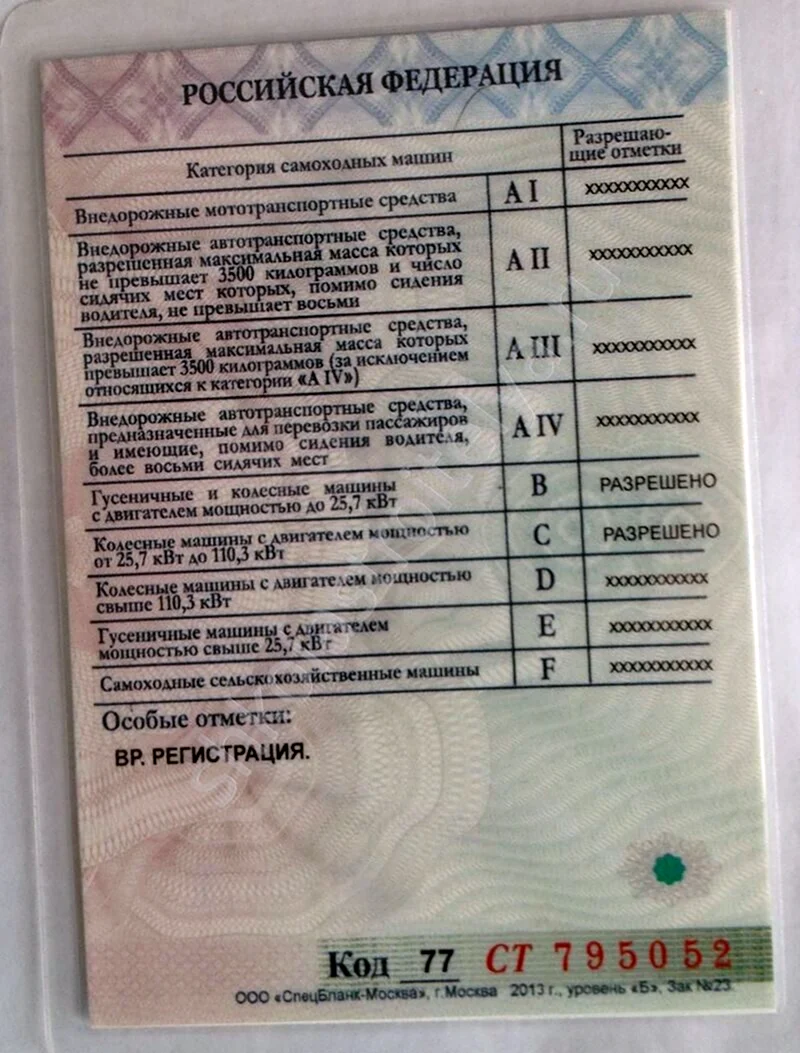 РОССИЙСКАЯ ФЕДЕРАЦИЯ
Категория самоходных машин
Разрешаю-
щие отметки
Внедорожные мототранспортные средства
A I
xxxxxxxxxxx
Внедорожные автотранспортные средства,
разрешенная максимальная масса которых
не превышает 3500 килограммов и число
сидячих мест которых, помимо сидения
водителя, не превышает восьми
A II
xxxxxxxxxxx
Внедорожные автотранспортные средства,
разрешенная максимальная масса которых
превышает 3500 килограммов (за исключением
относящихся к категории «A IV»)
A III
xxxxxxxxxxx
Внедорожные автотранспортные средства,
предназначенные для перевозки пассажиров
и имеющие, помимо сидения водителя,
более восьми сидячих мест
A IV
xxxxxxxxxxx
Гусеничные и колесные машины
с двигателем мощностью до 25,7 кВт
B
РАЗРЕШЕНО
Колесные машины с двигателем мощностью
от 25,7 кВт до 110,3 кВт
C
РАЗРЕШЕНО
Колесные машины с двигателем мощностью
свыше 110,3 кВт
D
xxxxxxxxxxx
Гусеничные машины с двигателем
мощностью свыше 25,7 кВт
E
xxxxxxxxxxx
Самоходные сельскохозяйственные машины
F
xxxxxxxxxxx
Особые отметки:
ВР. РЕГИСТРАЦИЯ.
Код 77 СТ 795052
ООО «СпецБланк-Москва», г.Москва 2013 г., уровень «Б», Зак №23.